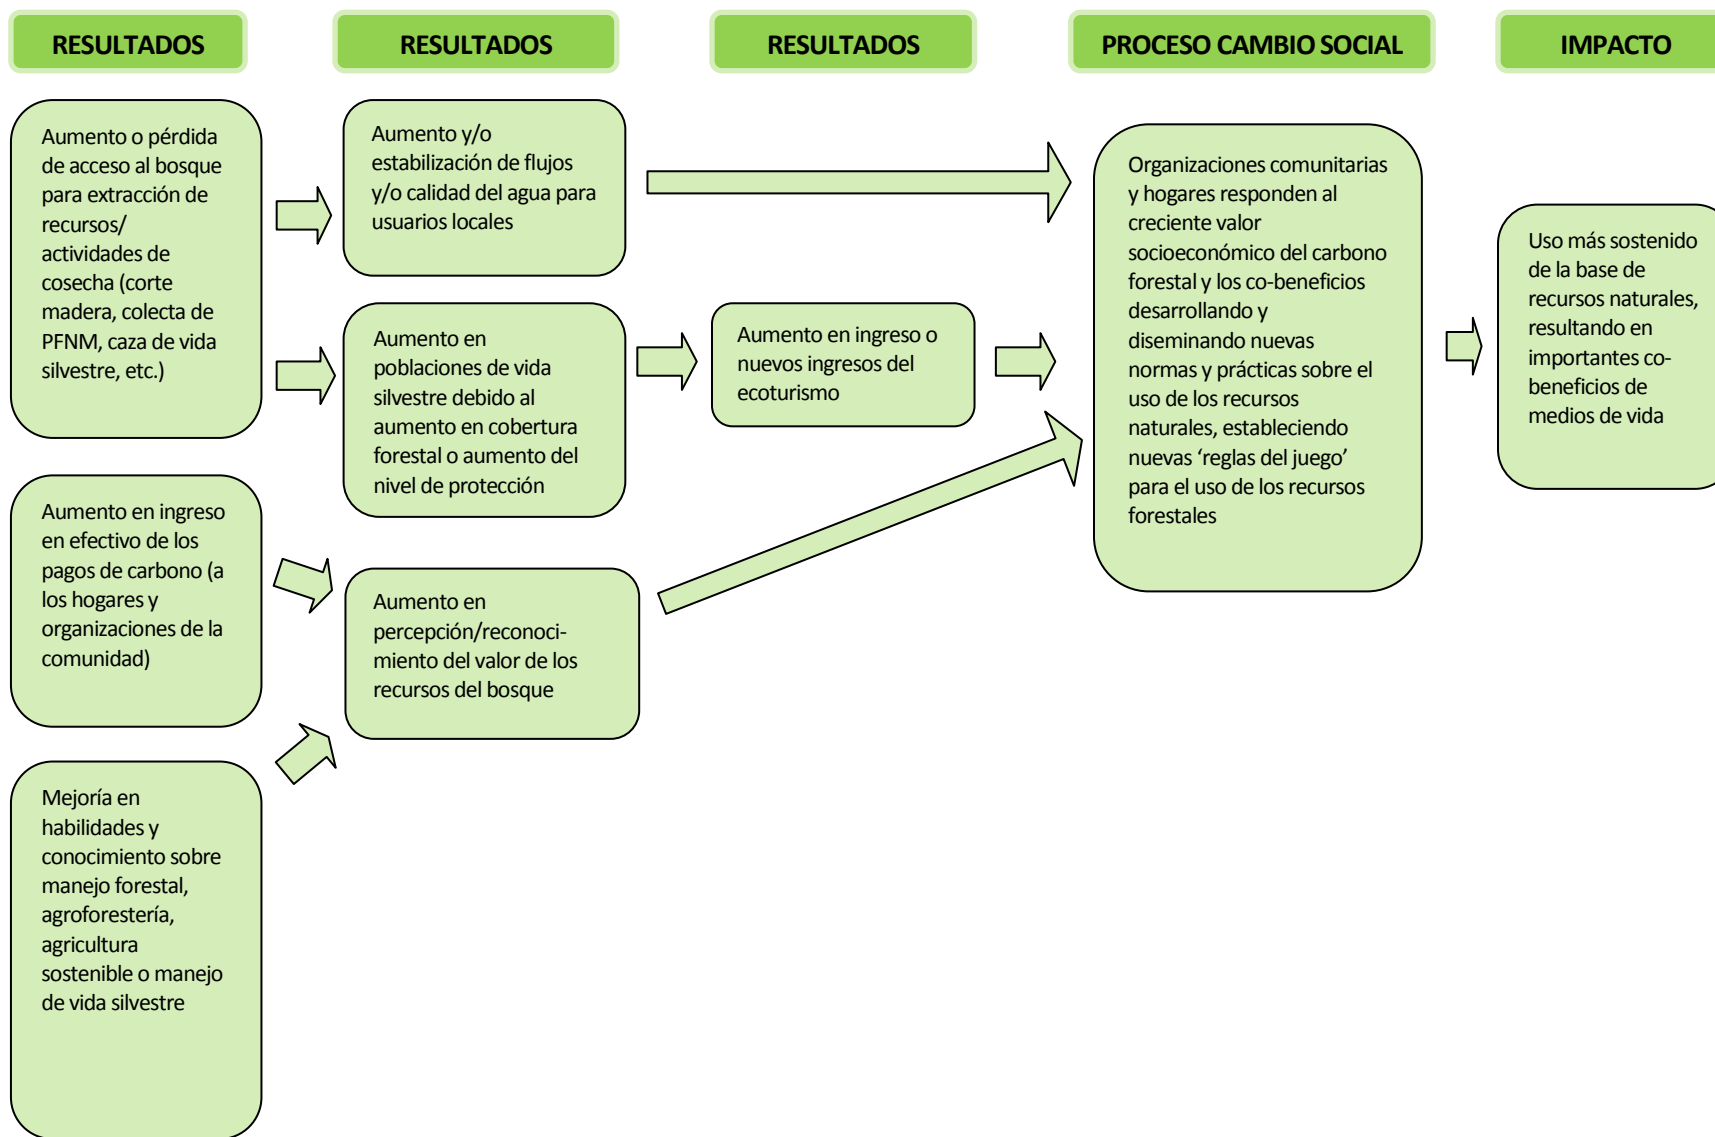 RESULTADOS
RESULTADOS
RESULTADOS
PROCESO CAMBIO SOCIAL
IMPACTO
Aumento o pérdida
de acceso al bosque
para extracción de
recursos/
actividades de
cosecha (corte
madera, colecta de
PFNM, caza de vida
silvestre, etc.)
Aumento en ingreso
en efectivo de los
pagos de carbono (a
los hogares y
organizaciones de la
comunidad)
Mejoría en
habilidades y
conocimiento sobre
manejo forestal,
agroforestería,
agricultura
sostenible o manejo
de vida silvestre
Aumento y/o
estabilización de flujos
y/o calidad del agua para
usuarios locales
Aumento en
poblaciones de vida
silvestre debido al
aumento en cobertura
forestal o aumento del
nivel de protección
Aumento en
percepción/reconoci-
miento del valor de los
recursos del bosque
Aumento en ingreso o
nuevos ingresos del
ecoturismo
Organizaciones comunitarias
y hogares responden al
creciente valor
socioeconómico del carbono
forestal y los co-beneficios
desarrollando y
diseminando nuevas
normas y prácticas sobre el
uso de los recursos
naturales, estableciendo
nuevas ‘reglas del juego’
para el uso de los recursos
forestales
Uso más sostenido
de la base de
recursos naturales,
resultando en
importantes co-
beneficios de
medios de vida